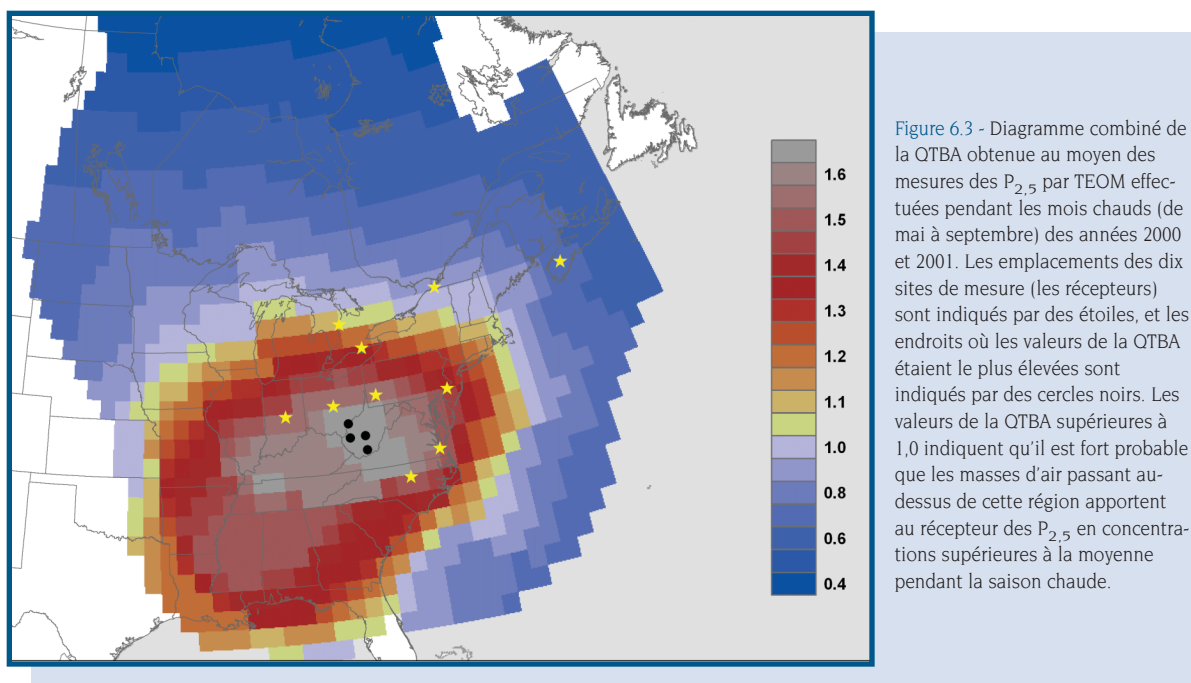 1.6
1.5
1.4
1.3
1.2
1.1
1.0
0.8
0.6
0.4
Figure 6.3 - Diagramme combiné de
la QTBA obtenue au moyen des
mesures des P2,5 par TEOM effec-
tuées pendant les mois chauds (de
mai à septembre) des années 2000
et 2001. Les emplacements des dix
sites de mesure (les récepteurs)
sont indiqués par des étoiles, et les
endroits où les valeurs de la QTBA
étaient le plus élevées sont
indiqués par des cercles noirs. Les
valeurs de la QTBA supérieures à
1,0 indiquent qu'il est fort probable
que les masses d'air passant au-
dessus de cette région apportent
au récepteur des P2,5 en concentra-
tions supérieures à la moyenne
pendant la saison chaude.